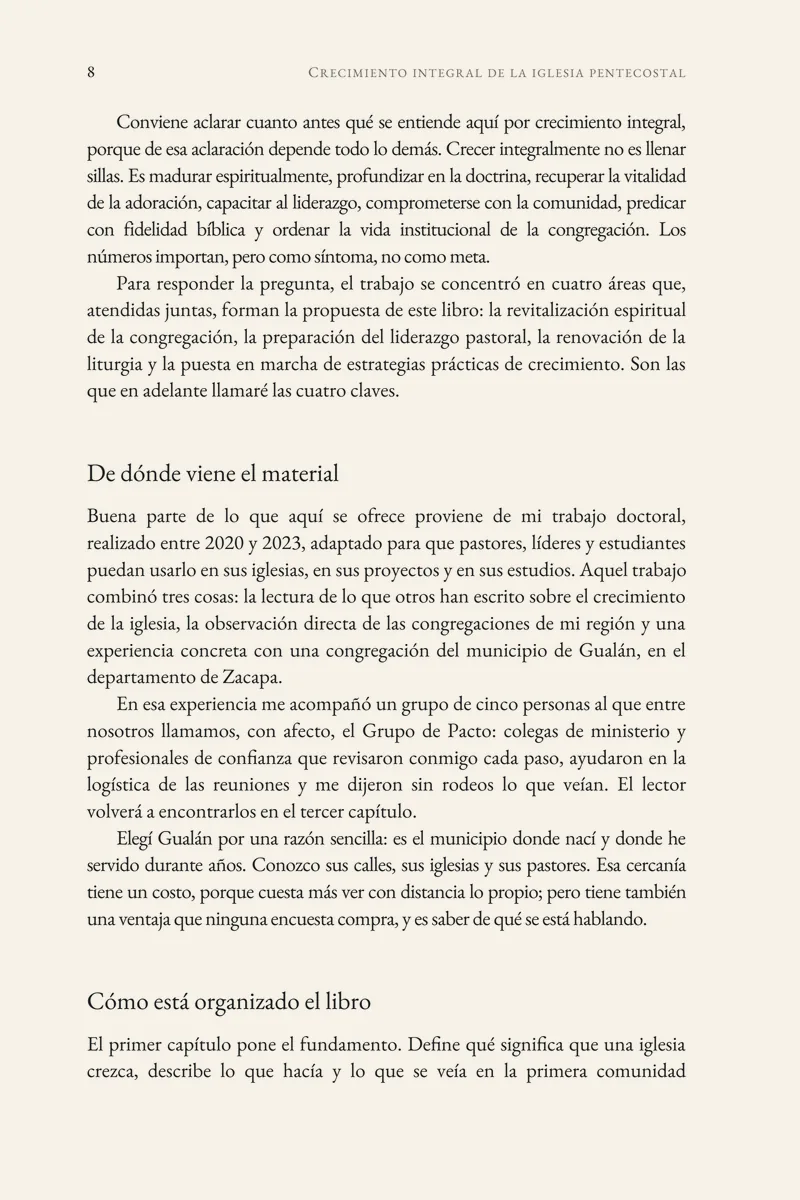 8
CRECIMIENTO INTEGRAL DE LA IGLESIA PENTECOSTAL
Conviene aclarar cuanto antes qué se entiende aquí por crecimiento integral,
porque de esa aclaración depende todo lo demás. Crecer integralmente no es llenar
sillas. Es madurar espiritualmente, profundizar en la doctrina, recuperar la vitalidad
de la adoración, capacitar al liderazgo, comprometerse con la comunidad, predicar
con fidelidad bíblica y ordenar la vida institucional de la congregación. Los
números importan, pero como síntoma, no como meta.
Para responder la pregunta, el trabajo se concentró en cuatro áreas que,
atendidas juntas, forman la propuesta de este libro: la revitalización espiritual
de la congregación, la preparación del liderazgo pastoral, la renovación de la
liturgia y la puesta en marcha de estrategias prácticas de crecimiento. Son las
que en adelante llamaré las cuatro claves.
De dónde viene el material
Buena parte de lo que aquí se ofrece proviene de mi trabajo doctoral,
realizado entre 2020 y 2023, adaptado para que pastores, líderes y estudiantes
puedan usarlo en sus iglesias, en sus proyectos y en sus estudios. Aquel trabajo
combinó tres cosas: la lectura de lo que otros han escrito sobre el crecimiento
de la iglesia, la observación directa de las congregaciones de mi región y una
experiencia concreta con una congregación del municipio de Gualán, en el
departamento de Zacapa.
En esa experiencia me acompañó un grupo de cinco personas al que entre
nosotros llamamos, con afecto, el Grupo de Pacto: colegas de ministerio y
profesionales de confianza que revisaron conmigo cada paso, ayudaron en la
logística de las reuniones y me dijeron sin rodeos lo que veían. El lector
volverá a encontrarlos en el tercer capítulo.
Elegí Gualán por una razón sencilla: es el municipio donde nací y donde he
servido durante años. Conozco sus calles, sus iglesias y sus pastores. Esa cercanía
tiene un costo, porque cuesta más ver con distancia lo propio; pero tiene también
una ventaja que ninguna encuesta compra, y es saber de qué se está hablando.
Cómo está organizado el libro
El primer capítulo pone el fundamento. Define qué significa que una iglesia
crezca, describe lo que hacía y lo que se veía en la primera comunidad